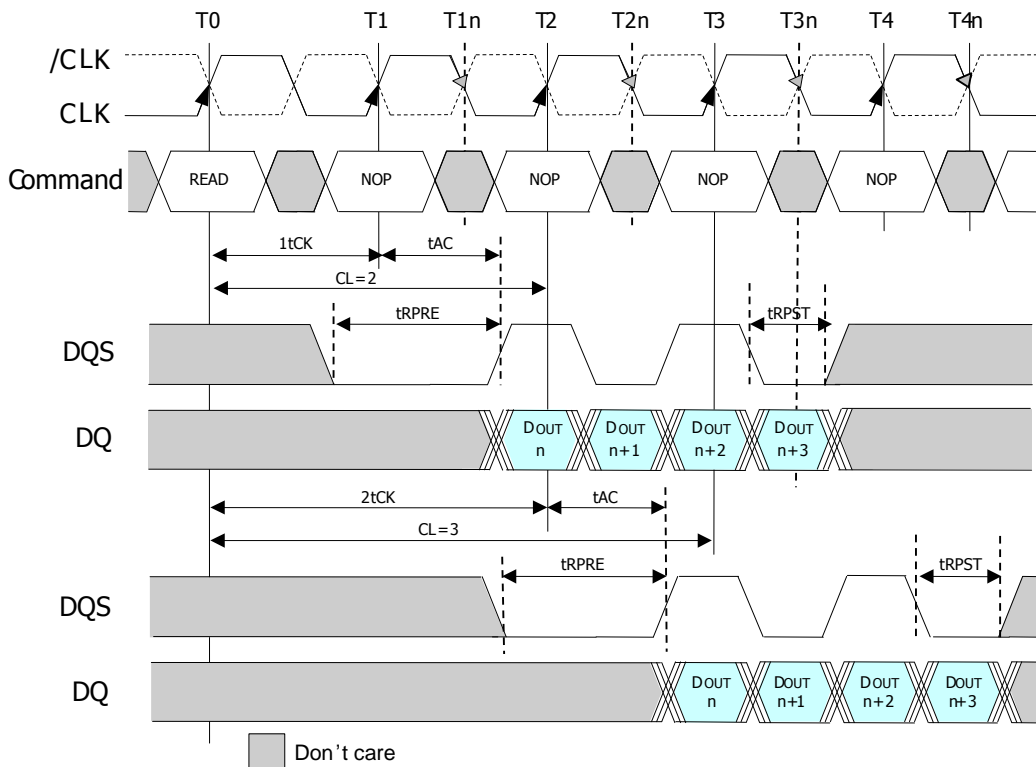 T0 T1 T1n T2 T2n T3 T3n T4 T4n
/CLK
CLK
Command READ NOP NOP NOP NOP
1tCK tAC
CL=2
tRPRE tRPST
DQS
DQ
DOUT n DOUT n+1 DOUT n+2 DOUT n+3
2tCK tAC
CL=3
tRPRE tRPST
DQS
DQ
DOUT n DOUT n+1 DOUT n+2 DOUT n+3
Don't care